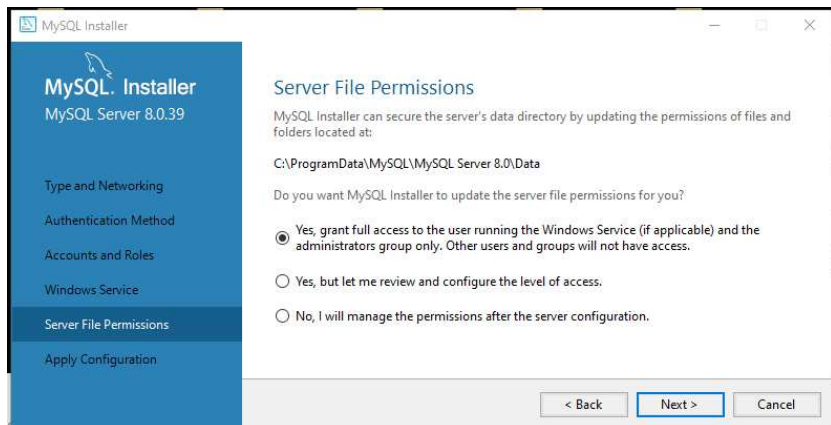 MySQL Installer
MySQL. Installer
MySQL Server 8.0.39
Type and Networking
Authentication Method
Accounts and Roles
Windows Service
Server File Permissions
Apply Configuration
Server File Permissions
MySQL Installer can secure the server's data directory by updating the permissions of files and
folders located at:
C:\ProgramData\MySQL\MySQL Server 8.0\Data
Do you want MySQL Installer to update the server file permissions for you?
Yes, grant full access to the user running the Windows Service (if applicable) and the
administrators group only. Other users and groups will not have access.
Yes, but let me review and configure the level of access.
No, I will manage the permissions after the server configuration.
< Back
Next >
Cancel